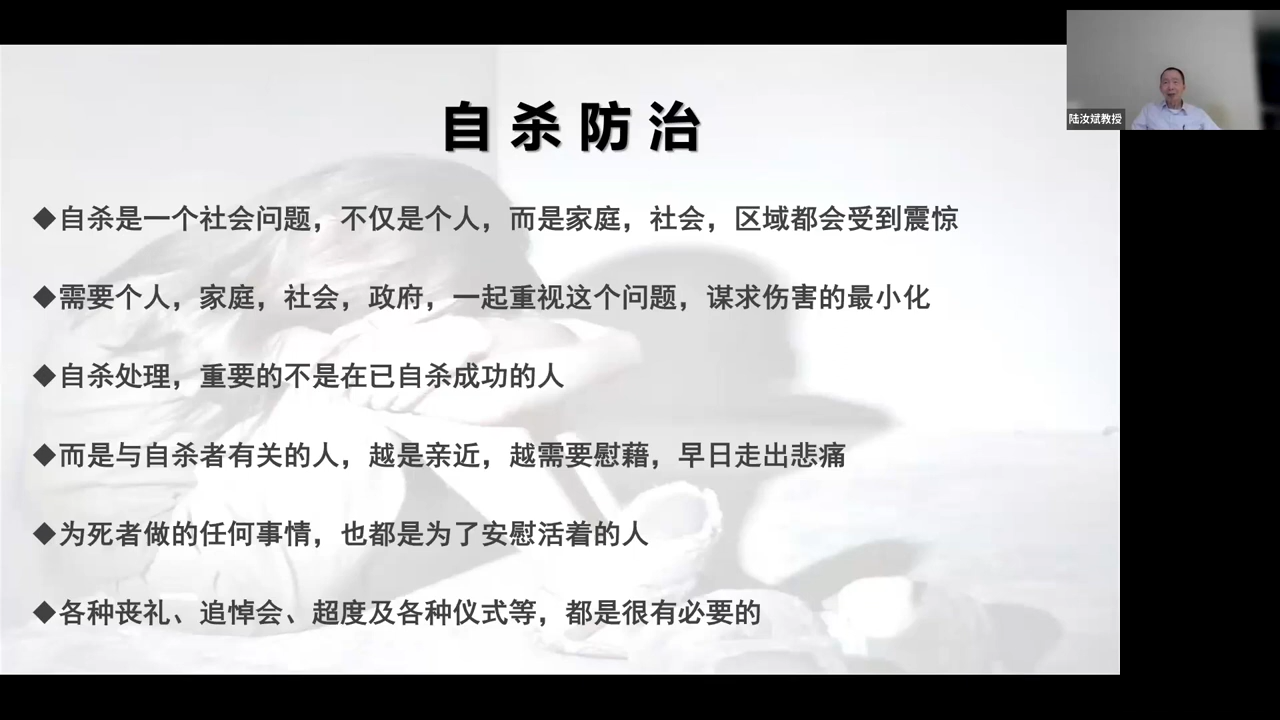 自杀防治
陆汝斌教授
◆自杀是一个社会问题，不仅是个人，而是家庭，社会，区域都会受到震惊
◆需要个人，家庭，社会，政府，一起重视这个问题，谋求伤害的最小化
◆自杀处理，重要的不是在已自杀成功的人
◆而是与自杀者有关的人，越是亲近，越需要慰藉，早日走出悲痛
◆为死者做的任何事情，也都是为了安慰活着的人
◆各种丧礼、追悼会、超度及各种仪式等，都是很有必要的